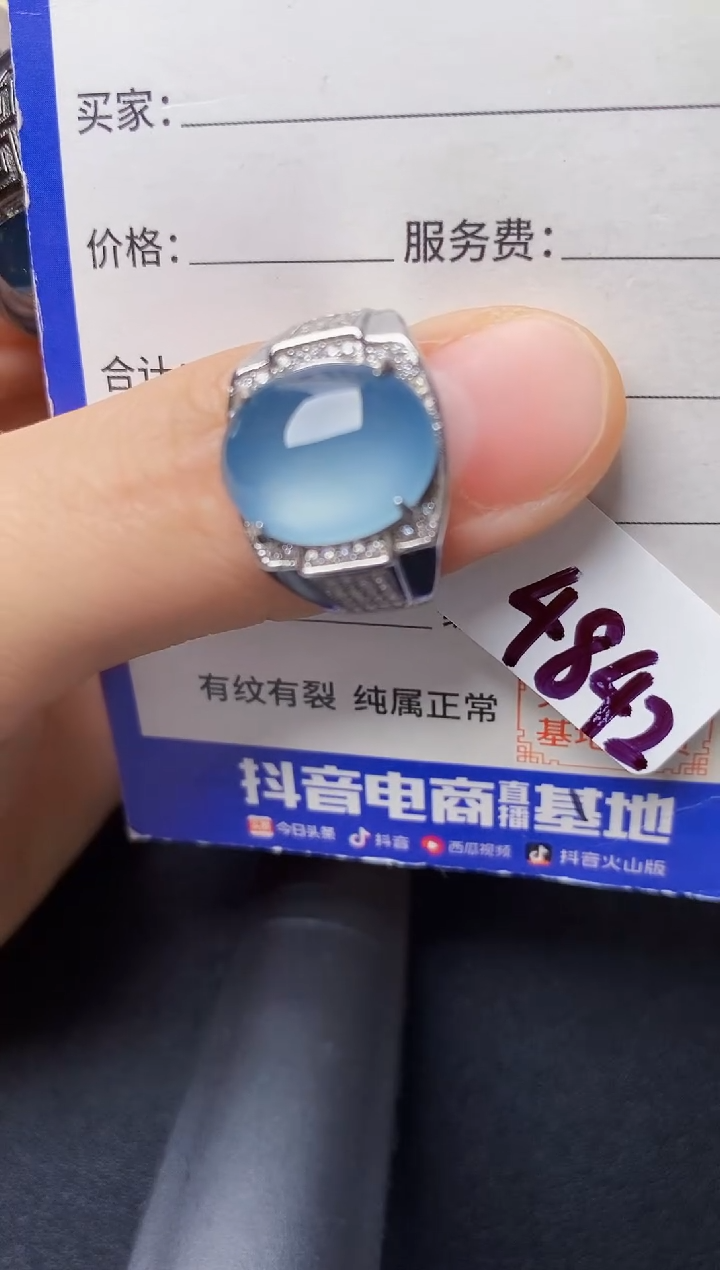 买家：
价格： 服务费：
合计
4842
有纹有裂 纯属正常
基地
抖音电商直播基地
今日头条 抖音 西瓜视频 抖音火山版